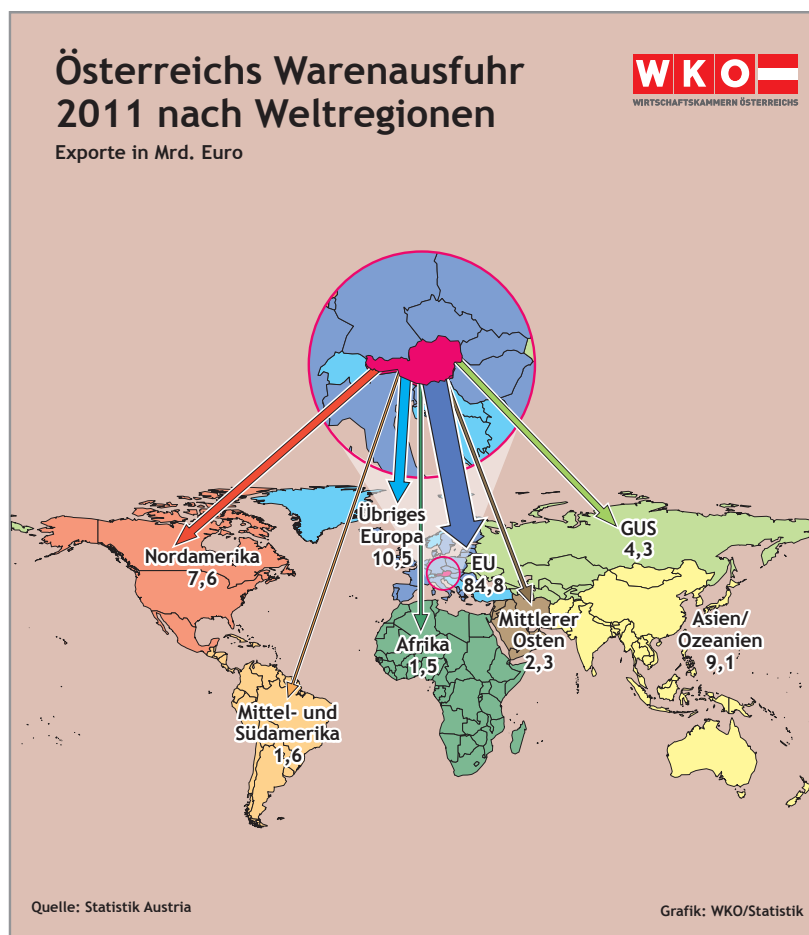 Österreichs Warenausfuhr
2011 nach Weltregionen
Exporte in Mrd. Euro
WKO
WIRTSCHAFTSKAMMERN ÖSTERREICHS
Übriges
Europa
10,5
GUS
4,3
Nordamerika
7,6
EU
84,8
Mittlerer
Osten
2,3
Asien/
Ozeanien
9,1
Afrika
1,5
Mittel- und
Südamerika
1,6
Quelle: Statistik Austria
Grafik: WKO/Statistik